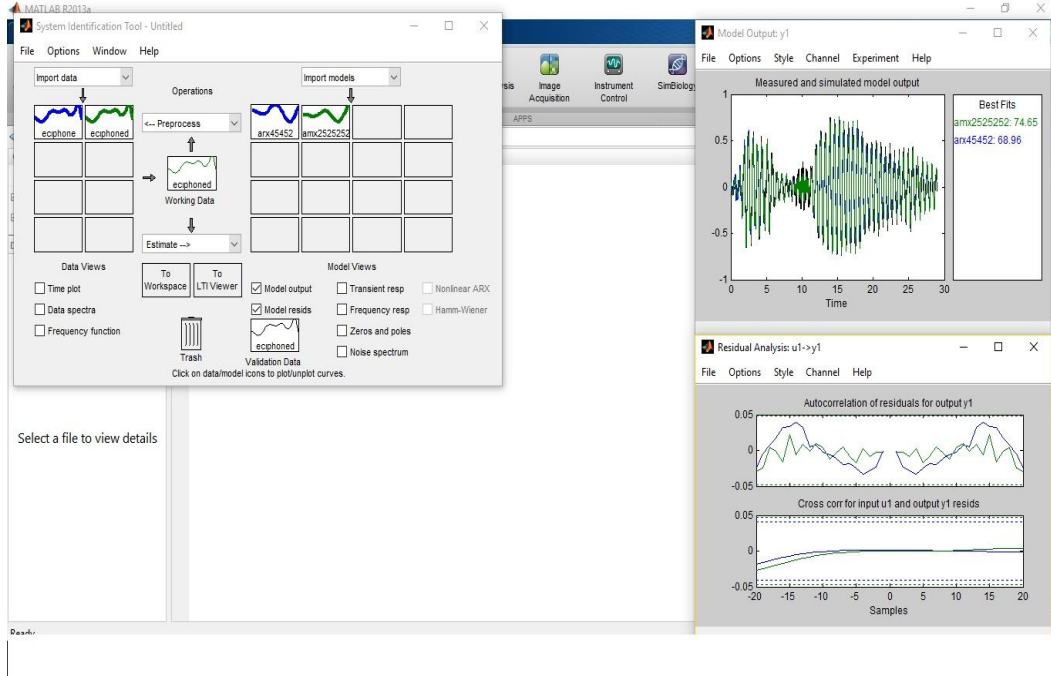 MATLAB R2013a
System Identification Tool - Untitled
File Options Window Help
Import data
Import models
Operations
eciphone eciphoned
<-- Preprocess
arx45452 amx2525252
eciphoned
Working Data
Estimate -->
Data Views
To Workspace
To LTI Viewer
Model Views
Time plot
Model output
Transient resp
Nonlinear ARX
Data spectra
Model resids
Frequency resp
Hamm-Wiener
Frequency function
eciphoned
Zeros and poles
Trash
Validation Data
Noise spectrum
Click on data/model icons to plot/unplot curves.
Image Acquisition
Instrument Control
SimBiology
APPS
Select a file to view details
Ready
Model Output: y1
File Options Style Channel Experiment Help
Measured and simulated model output
Best Fits
amx2525252: 74.65
arx45452: 68.96
1
0.5
0
-0.5
-1
0 5 10 15 20 25 30
Time
Residual Analysis: u1->y1
File Options Style Channel Help
Autocorrelation of residuals for output y1
0.05
0
-0.05
Cross corr for input u1 and output y1 resids
0.05
0
-0.05
-20 -15 -10 -5 0 5 10 15 20
Samples